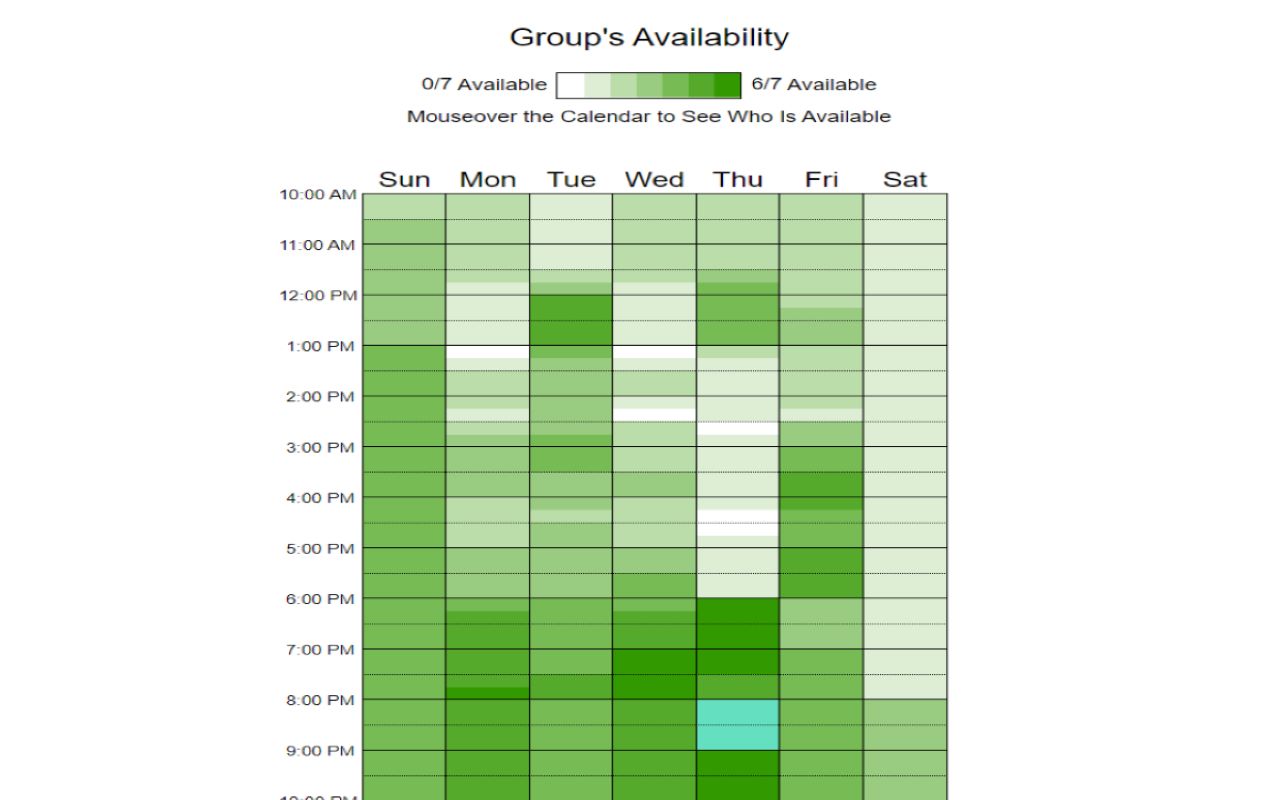 Group's Availability
0/7 Available 6/7 Available
Mouseover the Calendar to See Who Is Available
Sun Mon Tue Wed Thu Fri Sat
10:00 AM
11:00 AM
12:00 PM
1:00 PM
2:00 PM
3:00 PM
4:00 PM
5:00 PM
6:00 PM
7:00 PM
8:00 PM
9:00 PM
10:00 PM